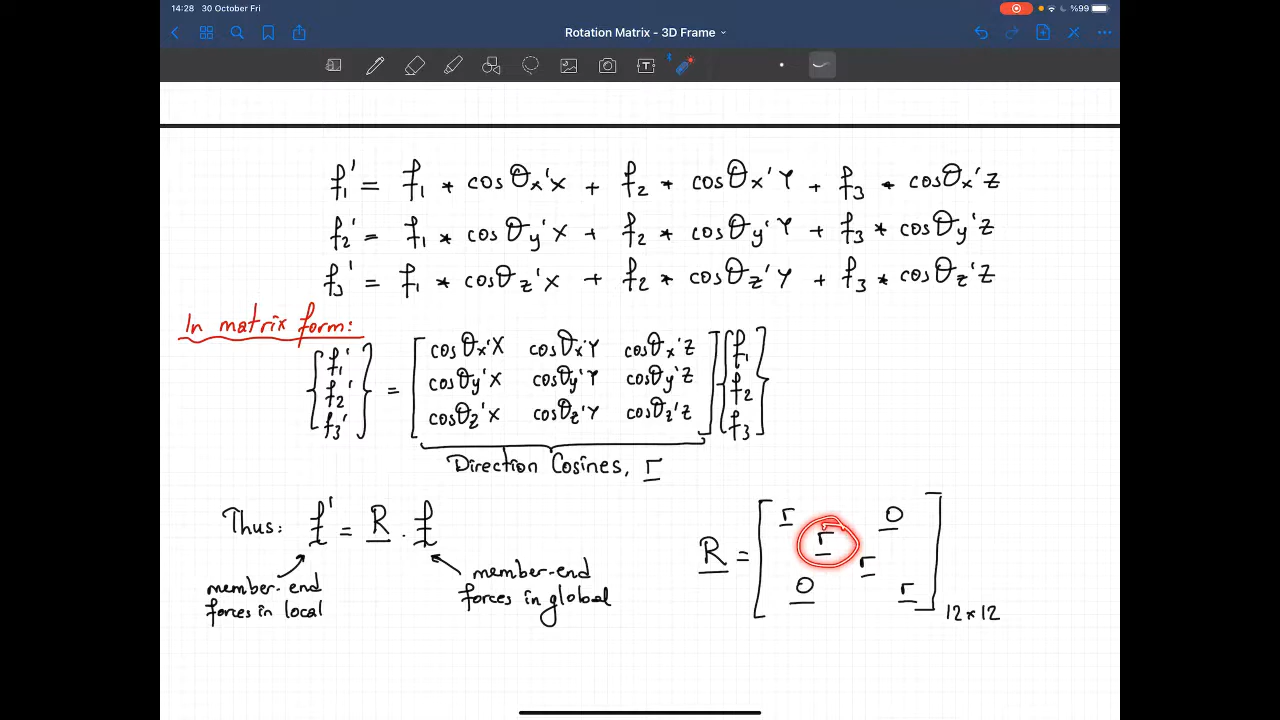 14:28 30 October Fri
%99
Rotation Matrix - 3D Frame
T
f₁' = f₁ * cosθx'X + f₂ * cosθx'Y + f₃ * cosθx'Z
f₂' = f₁ * cosθy'X + f₂ * cosθy'Y + f₃ * cosθy'Z
f₃' = f₁ * cosθz'X + f₂ * cosθz'Y + f₃ * cosθz'Z
In matrix form:
{f₁' = [cosθx'X cosθx'Y cosθx'Z] {f₁
f₂' cosθy'X cosθy'Y cosθy'Z f₂
f₃'} cosθz'X cosθz'Y cosθz'Z f₃}
Direction Cosines, r
Thus: f' = R . f
member-end forces in local
member-end forces in global
R = [r 0
r
r
0 r] 12x12